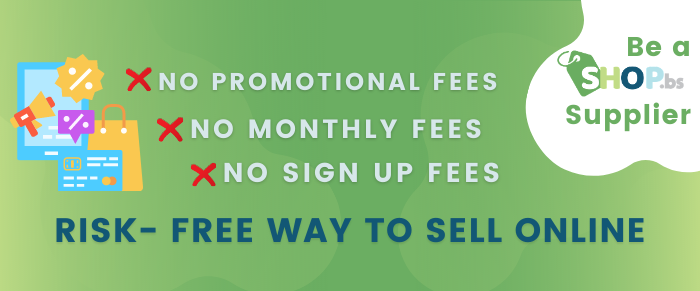 Be a
SHOP.bs
Supplier
NO PROMOTIONAL FEES
NO MONTHLY FEES
NO SIGN UP FEES
RISK- FREE WAY TO SELL ONLINE